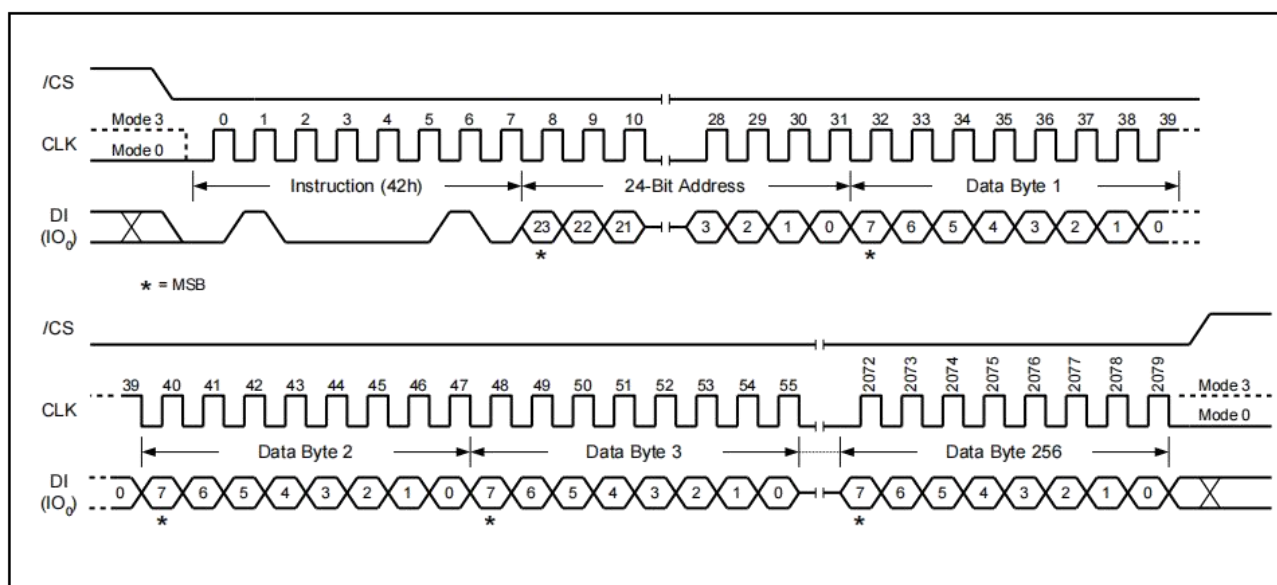 /CS
Mode 3 0 1 2 3 4 5 6 7 8 9 10 28 29 30 31 32 33 34 35 36 37 38 39
CLK
Mode 0
Instruction (42h) 24-Bit Address Data Byte 1
DI
(IO0) 23 22 21 3 2 1 0 7 6 5 4 3 2 1 0
* *
* = MSB
/CS
39 40 41 42 43 44 45 46 47 48 49 50 51 52 53 54 55 2072 2073 2074 2075 2076 2077 2078 2079 Mode 3
CLK
Mode 0
Data Byte 2 Data Byte 3 Data Byte 256
DI
(IO0) 0 7 6 5 4 3 2 1 0 7 6 5 4 3 2 1 0 7 6 5 4 3 2 1 0
* * *